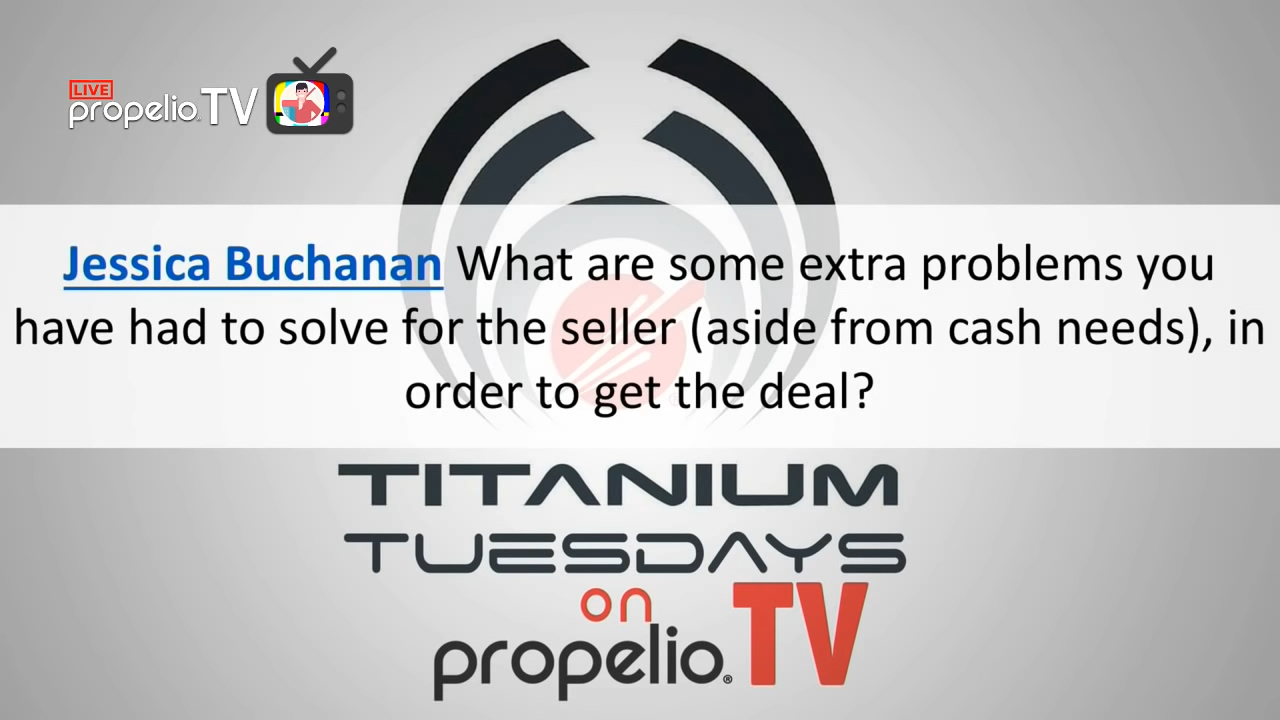 LIVE
propelio. TV
Jessica Buchanan What are some extra problems you
have had to solve for the seller (aside from cash needs), in
order to get the deal?
TITANIUM
TUESDAYS
on
propelio® TV